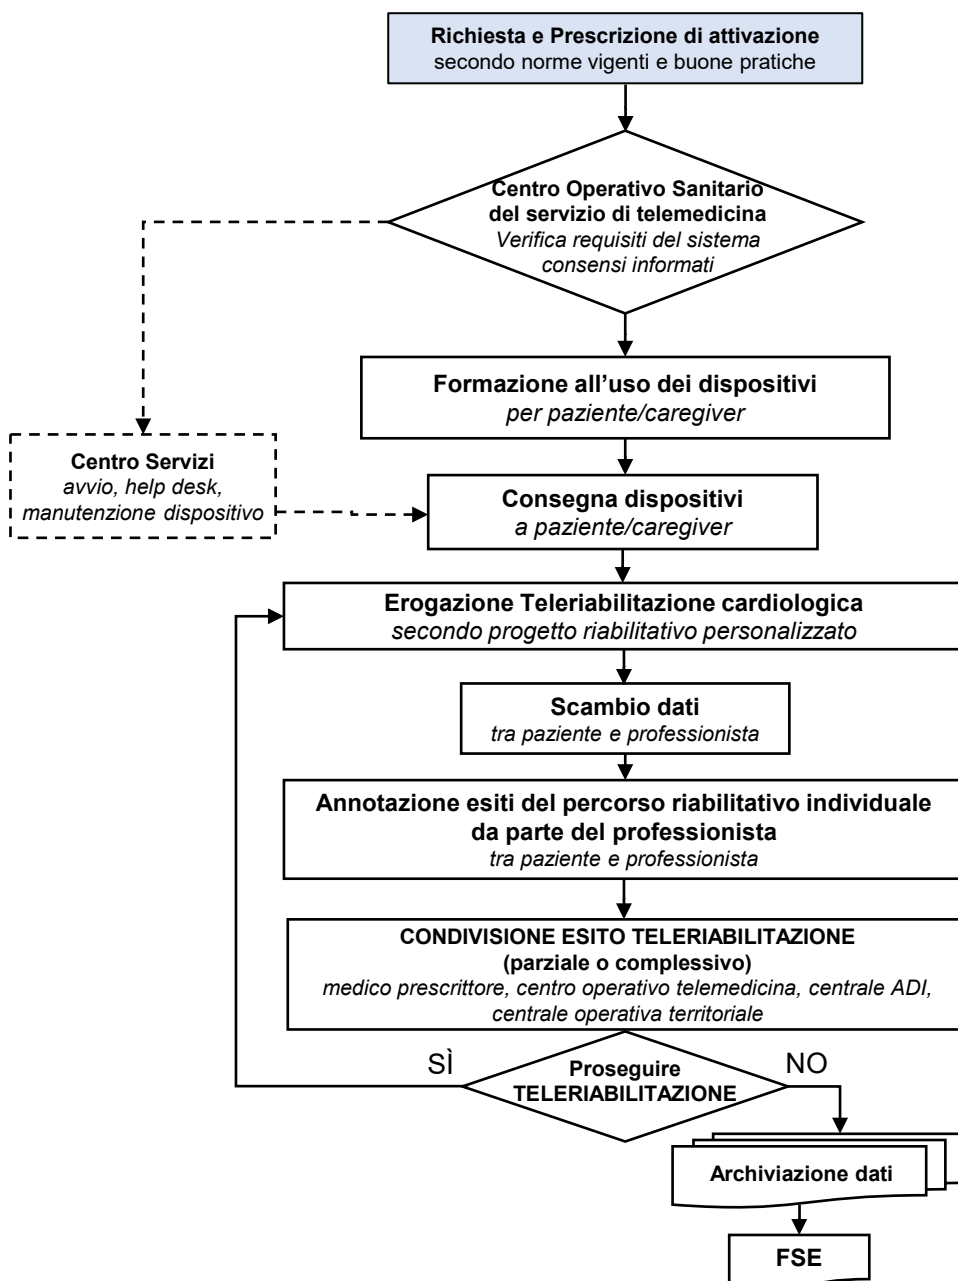 Richiesta e Prescrizione di attivazione
secondo norme vigenti e buone pratiche
Centro Operativo Sanitario
del servizio di telemedicina
Verifica requisiti del sistema
consensi informati
Formazione all’uso dei dispositivi
per paziente/caregiver
Centro Servizi
avvio, help desk,
manutenzione dispositivo
Consegna dispositivi
a paziente/caregiver
Erogazione Teleriabilitazione cardiologica
secondo progetto riabilitativo personalizzato
Scambio dati
tra paziente e professionista
Annotazione esiti del percorso riabilitativo individuale
da parte del professionista
tra paziente e professionista
CONDIVISIONE ESITO TELERIABILITAZIONE
(parziale o complessivo)
medico prescrittore, centro operativo telemedicina, centrale ADI,
centrale operativa territoriale
SÌ
Proseguire
TELERIABILITAZIONE
NO
Archiviazione dati
FSE